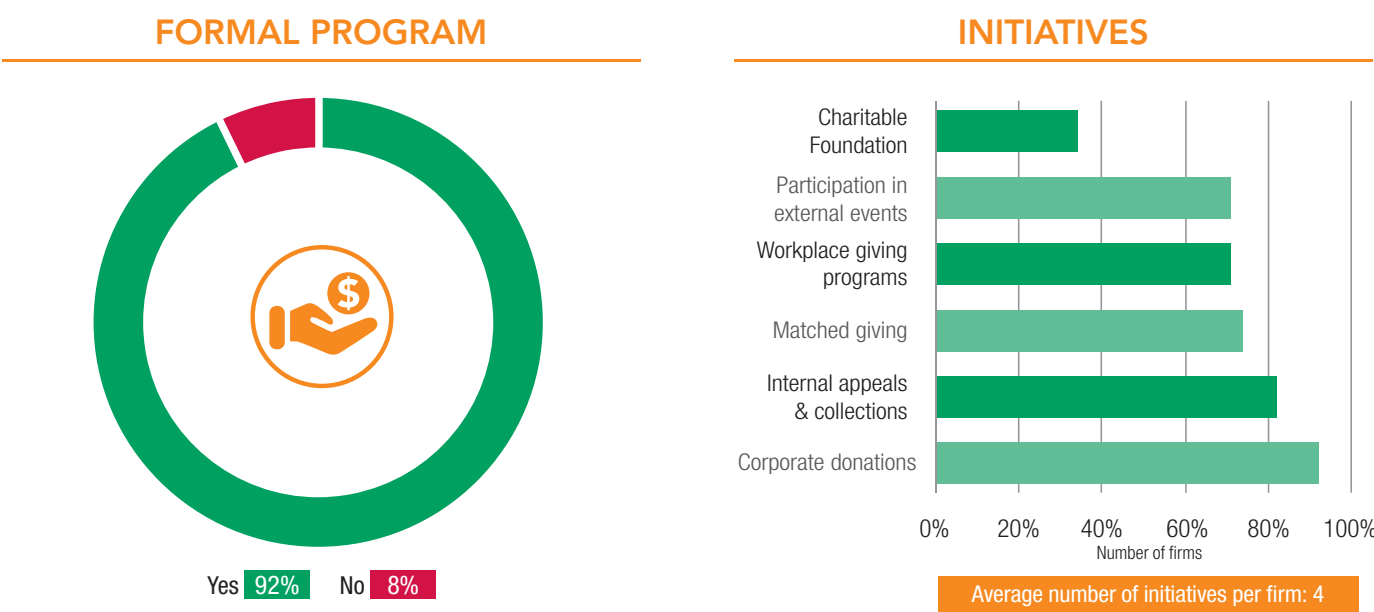 FORMAL PROGRAM
$
Yes 92% No 8%
INITIATIVES
Charitable
Foundation
Participation in
external events
Workplace giving
programs
Matched giving
Internal appeals
& collections
Corporate donations
0% 20% 40% 60% 80% 100%
Number of firms
Average number of initiatives per firm: 4